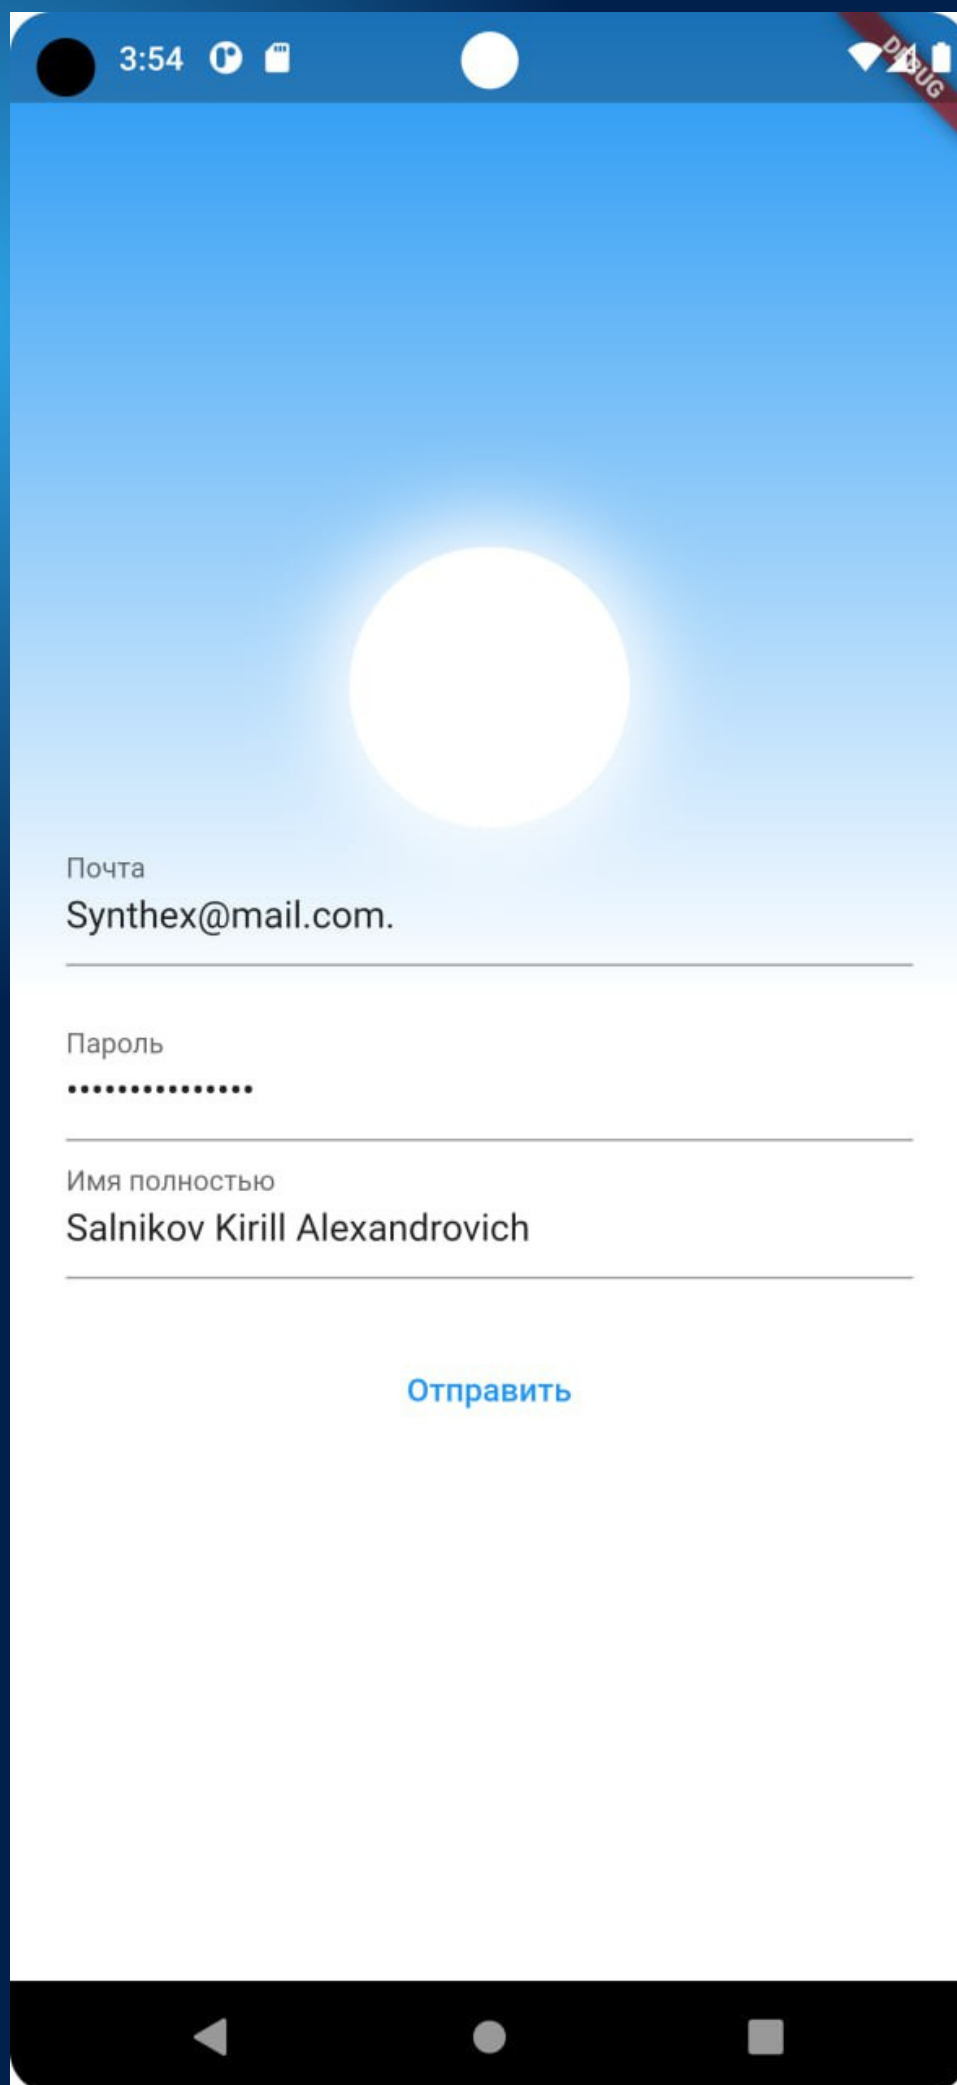 3:54
DEBUG
Почта
Synthex@mail.com.
Пароль
•••••••••••••••
Имя полностью
Salnikov Kirill Alexandrovich
Отправить